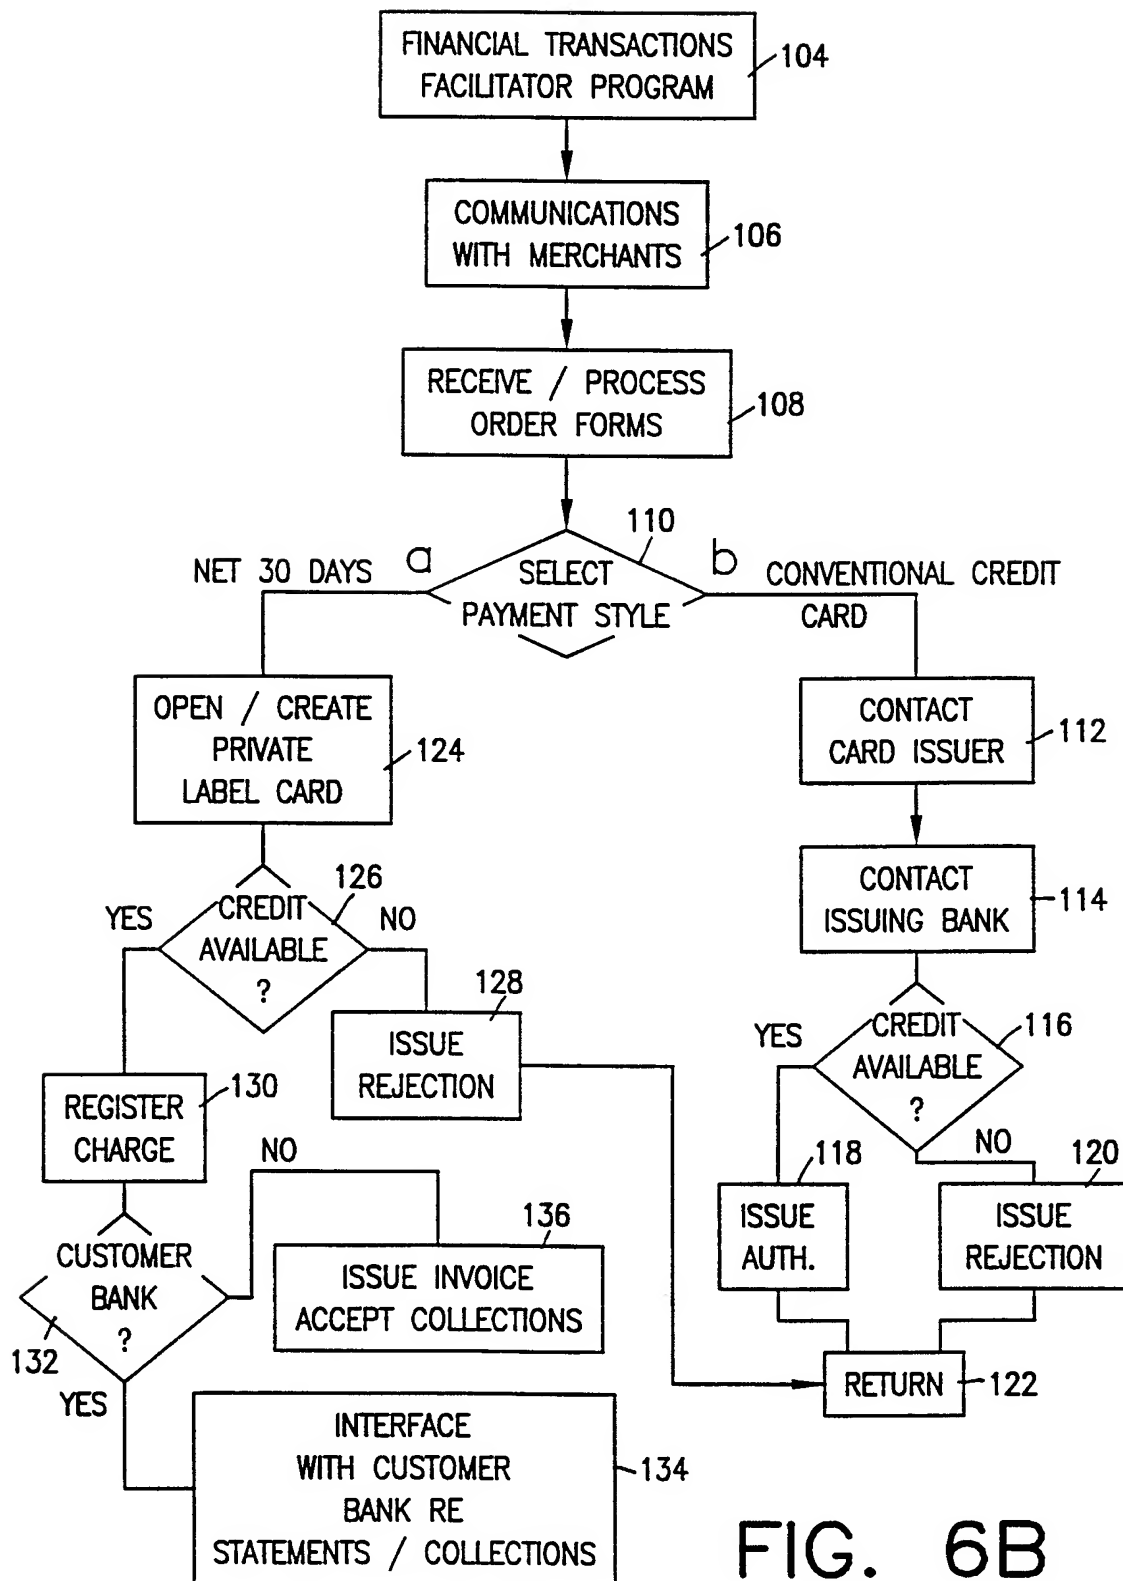 FINANCIAL TRANSACTIONS
FACILITATOR PROGRAM
104
COMMUNICATIONS
WITH MERCHANTS
106
RECEIVE / PROCESS
ORDER FORMS
108
110
a
b
NET 30 DAYS
SELECT
PAYMENT STYLE
CONVENTIONAL CREDIT
CARD
OPEN / CREATE
PRIVATE
LABEL CARD
124
CONTACT
CARD ISSUER
112
CONTACT
ISSUING BANK
114
126
YES
CREDIT
AVAILABLE
?
NO
128
ISSUE
REJECTION
YES
CREDIT
AVAILABLE
?
116
NO
130
REGISTER
CHARGE
NO
118
ISSUE
AUTH.
120
ISSUE
REJECTION
CUSTOMER
BANK
?
132
YES
136
ISSUE INVOICE
ACCEPT COLLECTIONS
RETURN
122
INTERFACE
WITH CUSTOMER
BANK RE
STATEMENTS / COLLECTIONS
134
FIG. 6B